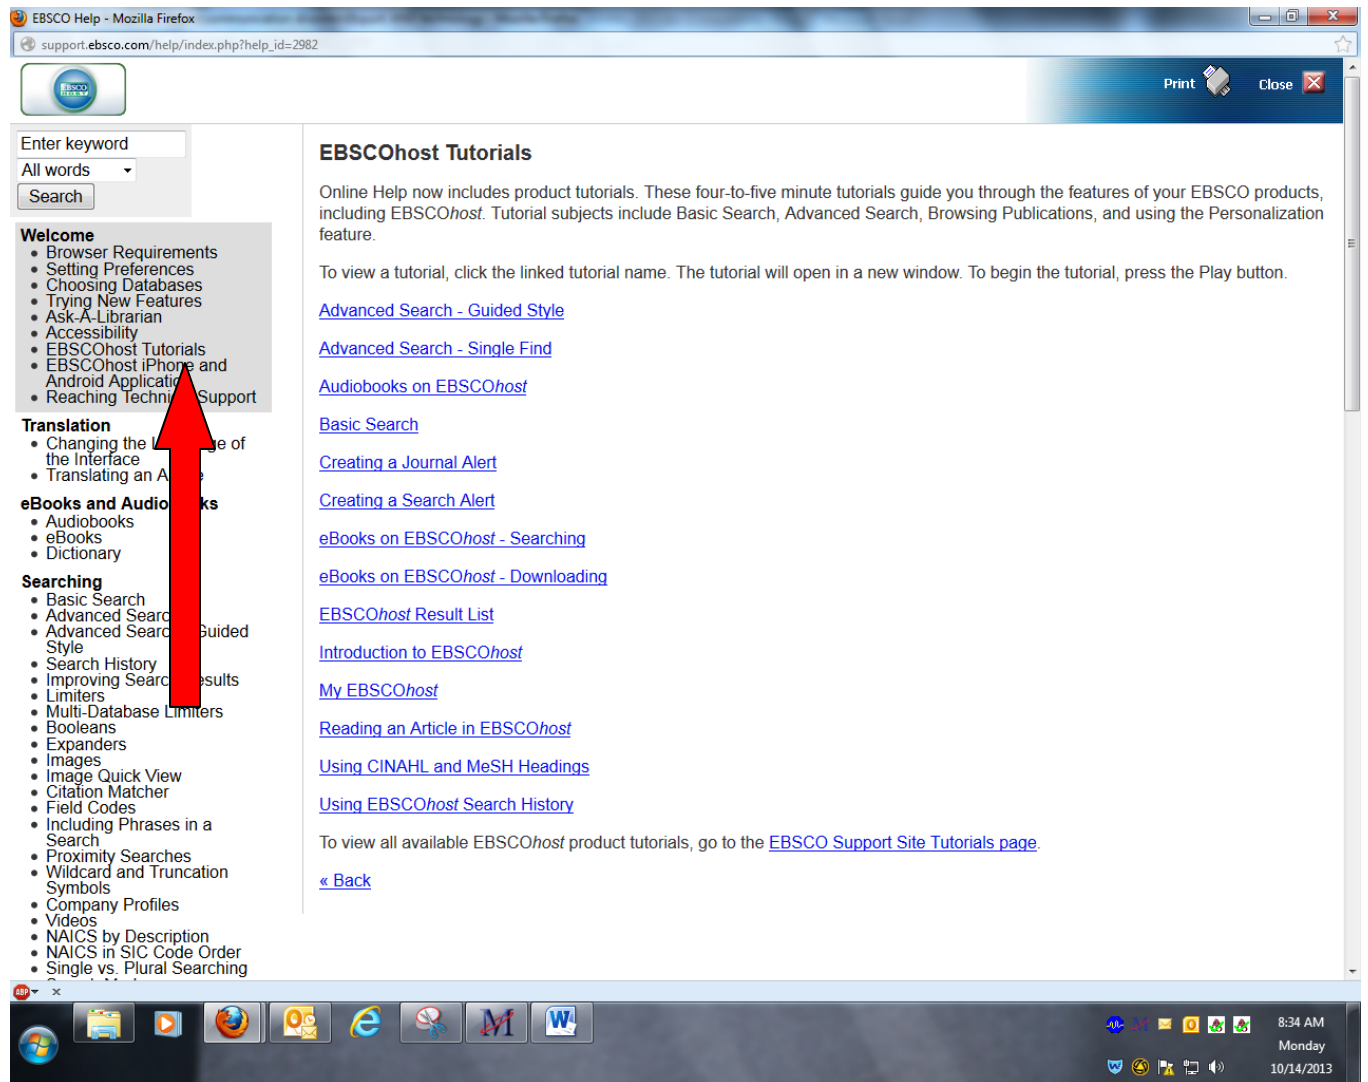 EBSCO Help - Mozilla Firefox
support.ebsco.com/help/index.php?help_id=2982
EBSCO
HOST
Print
Close
Enter keyword
All words
Search
Welcome
Browser Requirements
Setting Preferences
Choosing Databases
Trying New Features
Ask-A-Librarian
Accessibility
EBSCOhost Tutorials
EBSCOhost iPhone and
Android Applicatio
Reaching Techni Support
Translation
Changing the L ge of
the Interface
Translating an A e
eBooks and Audio ks
Audiobooks
eBooks
Dictionary
Searching
Basic Search
Advanced Searc
Advanced Searc Guided
Style
Search History
Improving Searc esults
Limiters
Multi-Database Limiters
Booleans
Expanders
Images
Image Quick View
Citation Matcher
Field Codes
Including Phrases in a
Search
Proximity Searches
Wildcard and Truncation
Symbols
Company Profiles
Videos
NAICS by Description
NAICS in SIC Code Order
Single vs. Plural Searching
EBSCOhost Tutorials
Online Help now includes product tutorials. These four-to-five minute tutorials guide you through the features of your EBSCO products,
including EBSCOhost. Tutorial subjects include Basic Search, Advanced Search, Browsing Publications, and using the Personalization
feature.
To view a tutorial, click the linked tutorial name. The tutorial will open in a new window. To begin the tutorial, press the Play button.
Advanced Search - Guided Style
Advanced Search - Single Find
Audiobooks on EBSCOhost
Basic Search
Creating a Journal Alert
Creating a Search Alert
eBooks on EBSCOhost - Searching
eBooks on EBSCOhost - Downloading
EBSCOhost Result List
Introduction to EBSCOhost
My EBSCOhost
Reading an Article in EBSCOhost
Using CINAHL and MeSH Headings
Using EBSCOhost Search History
To view all available EBSCOhost product tutorials, go to the EBSCO Support Site Tutorials page.
« Back
ABP
8:34 AM
Monday
10/14/2013